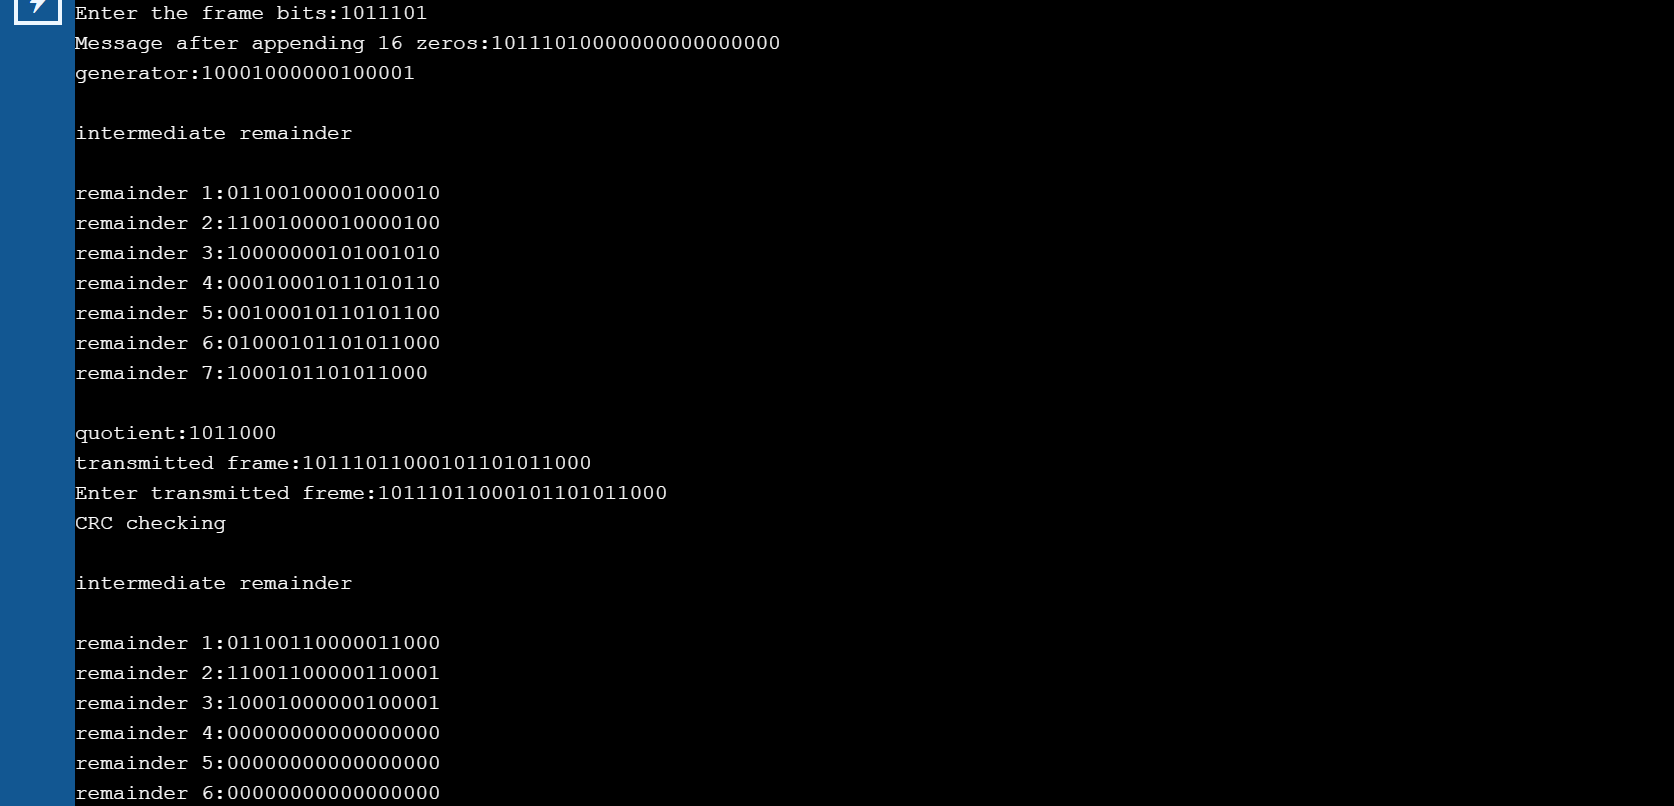 Enter the frame bits:1011101
Message after appending 16 zeros:10111010000000000000000
generator:10001000000100001
intermediate remainder
remainder 1:01100100001000010
remainder 2:11001000010000100
remainder 3:10000000101001010
remainder 4:00010001011010110
remainder 5:00100010110101100
remainder 6:01000101101011000
remainder 7:1000101101011000
quotient:1011000
transmitted frame:10111011000101101011000
Enter transmitted freme:10111011000101101011000
CRC checking
intermediate remainder
remainder 1:01100110000011000
remainder 2:11001100000110001
remainder 3:10001000000100001
remainder 4:00000000000000000
remainder 5:00000000000000000
remainder 6:00000000000000000